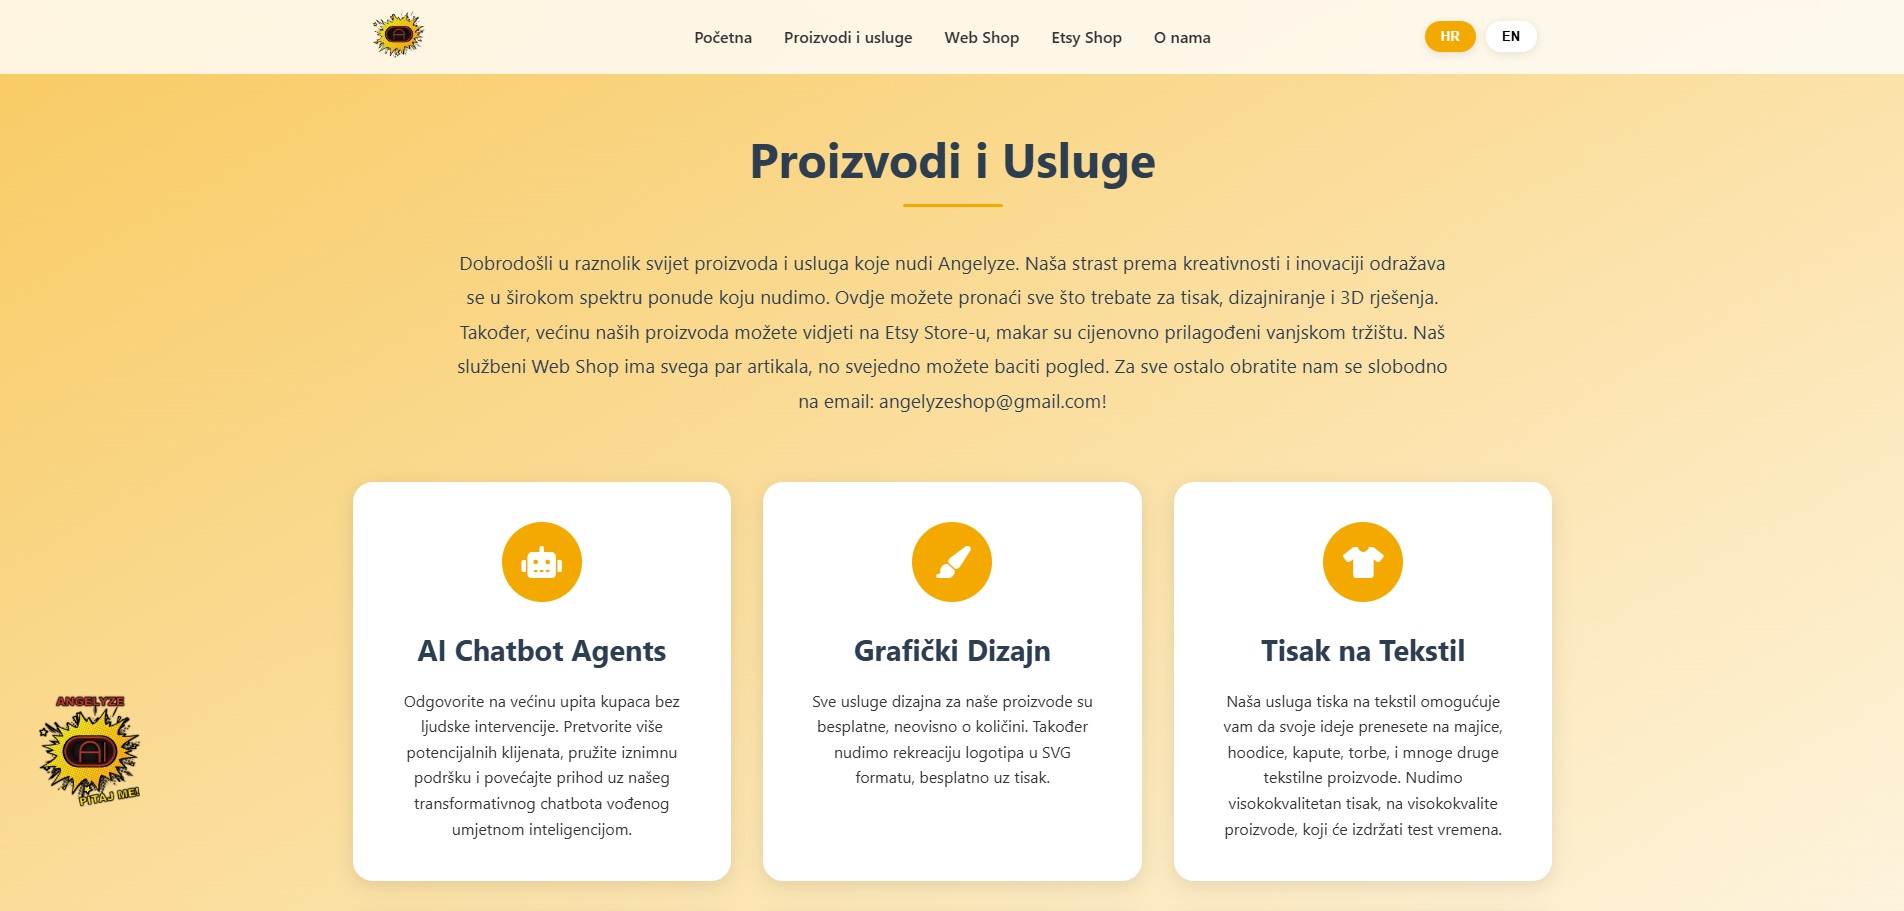 AI
Početna
Proizvodi i usluge
Web Shop
Etsy Shop
O nama
HR
EN
Proizvodi i Usluge
Dobrodošli u raznolik svijet proizvoda i usluga koje nudi Angelyze. Naša strast prema kreativnosti i inovaciji odražava
se u širokom spektru ponude koju nudimo. Ovdje možete pronaći sve što trebate za tisak, dizajniranje i 3D rješenja.
Također, većinu naših proizvoda možete vidjeti na Etsy Store-u, makar su cijenovno prilagođeni vanjskom tržištu. Naš
službeni Web Shop ima svega par artikala, no svejedno možete baciti pogled. Za sve ostalo obratite nam se slobodno
na email: angelyzeshop@gmail.com!
AI Chatbot Agents
Odgovorite na većinu upita kupaca bez
ljudske intervencije. Pretvorite više
potencijalnih klijenata, pružite iznimnu
podršku i povećajte prihod uz našeg
transformativnog chatbota vođenog
umjetnom inteligencijom.
Grafički Dizajn
Sve usluge dizajna za naše proizvode su
besplatne, neovisno o količini. Također
nudimo rekreaciju logotipa u SVG
formatu, besplatno uz tisak.
Tisak na Tekstil
Naša usluga tiska na tekstil omogućuje
vam da svoje ideje prenesete na majice,
hoodice, kapute, torbe, i mnoge druge
tekstilne proizvode. Nudimo
visokokvalitetan tisak, na visokokvalite
proizvode, koji će izdržati test vremena.
ANGELYZE
AI
PITAJ ME!